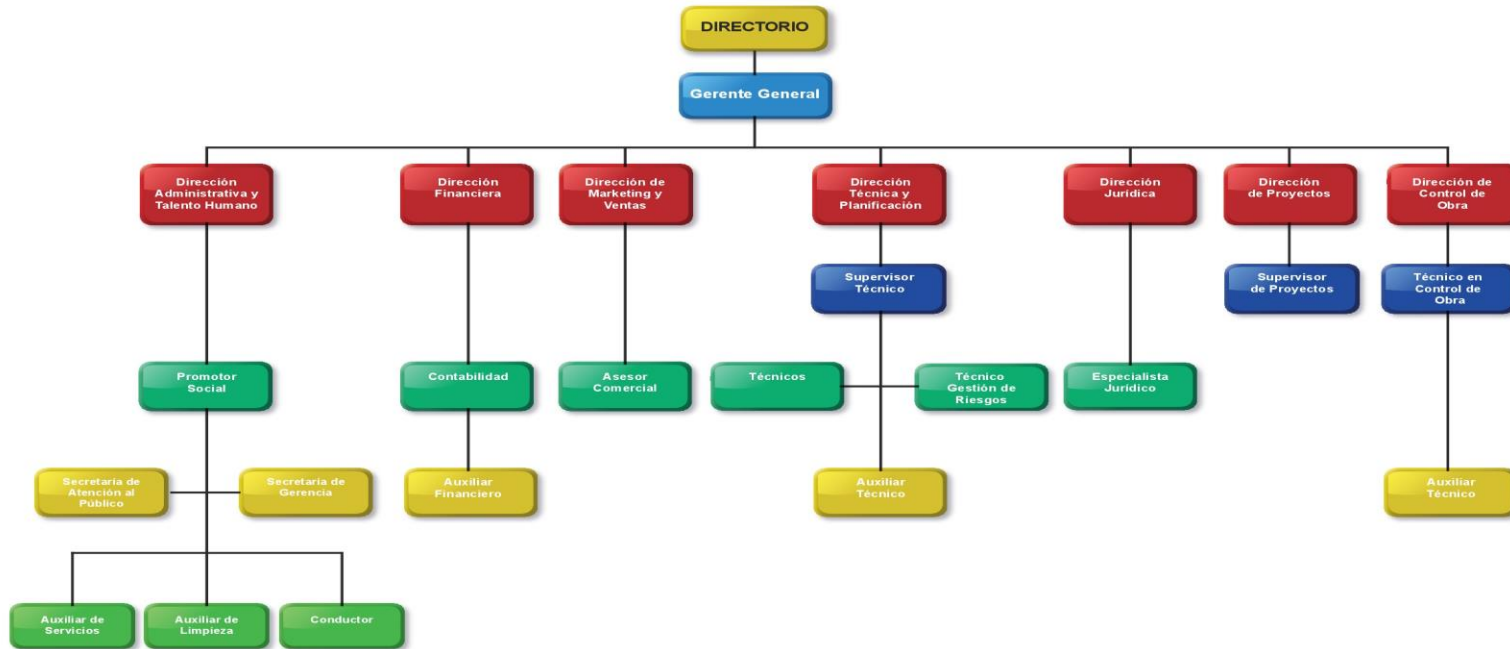 DIRECTORIO
Gerente General
Dirección
Administrativa y
Talento Humano
Dirección
Financiera
Dirección de
Marketing y
Ventas
Dirección
Técnica y
Planificación
Dirección
Jurídica
Dirección
de Proyectos
Dirección de
Control de
Obra
Supervisor
Técnico
Supervisor
de Proyectos
Técnico en
Control de
Obra
Promotor
Social
Contabilidad
Asesor
Comercial
Técnicos
Técnico
Gestión de
Riesgos
Especialista
Jurídico
Secretaría de
Atención al
Público
Secretaría de
Gerencia
Auxiliar
Financiero
Auxiliar
Técnico
Auxiliar
Técnico
Auxiliar de
Servicios
Auxiliar de
Limpieza
Conductor